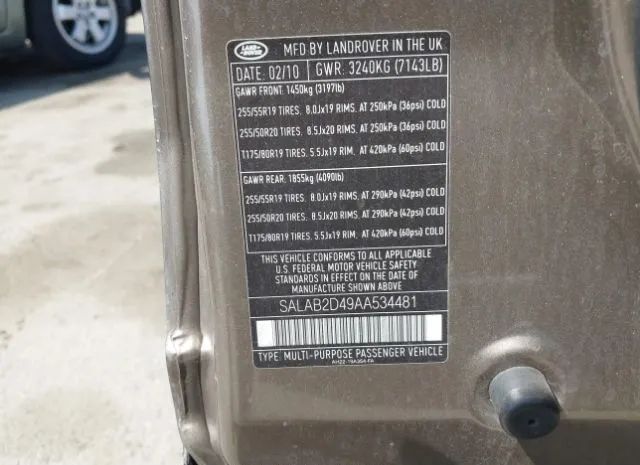 LAND
ROVER
MFD BY LANDROVER IN THE UK
DATE: 02/10 GWR: 3240KG (7143LB)
GAWR FRONT: 1450kg (3197lb)
255/55R19 TIRES. 8.0Jx19 RIMS. AT 250kPa (36psi) COLD
255/50R20 TIRES. 8.5Jx20 RIMS. AT 250kPa (36psi) COLD
T175/80R19 TIRES. 5.5Jx19 RIM. AT 420kPa (60psi) COLD
GAWR REAR: 1855kg (4090lb)
255/55R19 TIRES. 8.0Jx19 RIMS. AT 290kPa (42psi) COLD
255/50R20 TIRES. 8.5Jx20 RIMS. AT 290kPa (42psi) COLD
T175/80R19 TIRES. 5.5Jx19 RIM. AT 420kPa (60psi) COLD
THIS VEHICLE CONFORMS TO ALL APPLICABLE
U.S. FEDERAL MOTOR VEHICLE SAFETY
STANDARDS IN EFFECT ON THE DATE OF
MANUFACTURE SHOWN ABOVE
SALAB2D49AA534481
TYPE: MULTI-PURPOSE PASSENGER VEHICLE